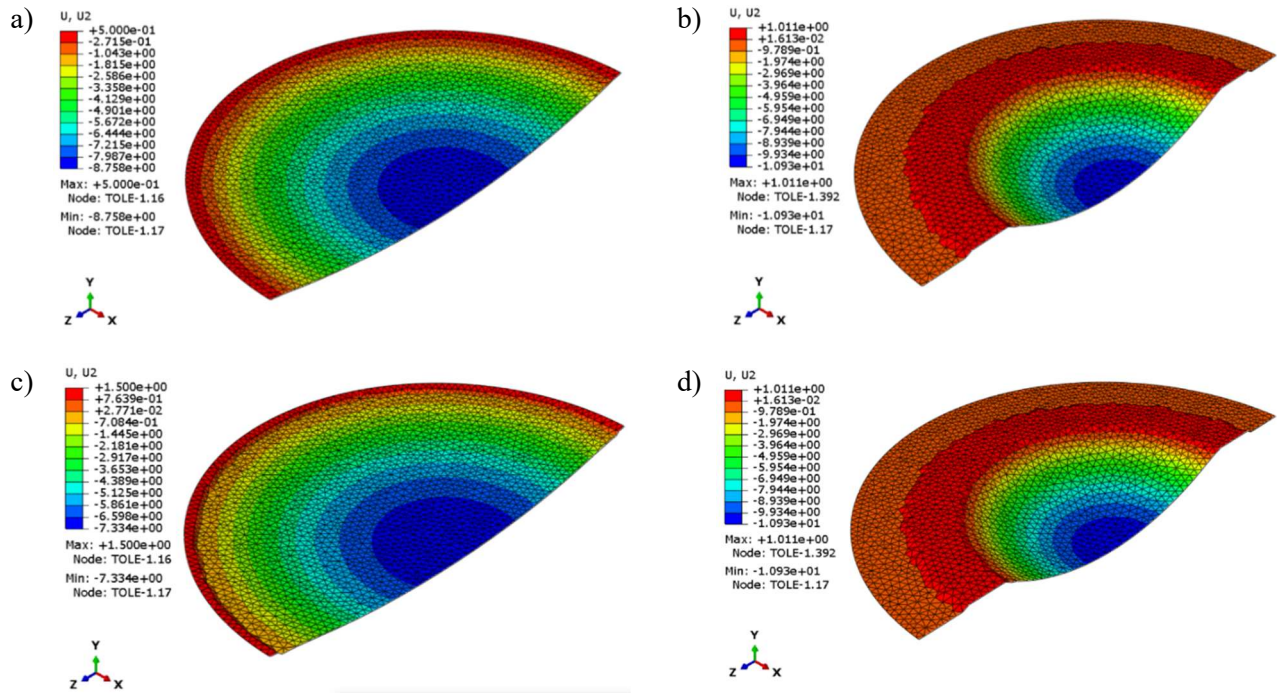 a)
U, U2
+5.000e-01
-2.715e-01
-1.043e+00
-1.815e+00
-2.586e+00
-3.358e+00
-4.129e+00
-4.901e+00
-5.672e+00
-6.444e+00
-7.215e+00
-7.987e+00
-8.758e+00
Max: +5.000e-01
Node: TOLE-1.16
Min: -8.758e+00
Node: TOLE-1.17
Y
Z
X
b)
U, U2
+1.011e+00
+1.613e-02
-9.789e-01
-1.974e+00
-2.969e+00
-3.964e+00
-4.959e+00
-5.954e+00
-6.949e+00
-7.944e+00
-8.939e+00
-9.934e+00
-1.093e+01
Max: +1.011e+00
Node: TOLE-1.392
Min: -1.093e+01
Node: TOLE-1.17
Y
Z
X
c)
U, U2
+1.500e+00
+7.639e-01
+2.771e-02
-7.084e-01
-1.445e+00
-2.181e+00
-2.917e+00
-3.653e+00
-4.389e+00
-5.125e+00
-5.861e+00
-6.598e+00
-7.334e+00
Max: +1.500e+00
Node: TOLE-1.16
Min: -7.334e+00
Node: TOLE-1.17
Y
Z
X
d)
U, U2
+1.011e+00
+1.613e-02
-9.789e-01
-1.974e+00
-2.969e+00
-3.964e+00
-4.959e+00
-5.954e+00
-6.949e+00
-7.944e+00
-8.939e+00
-9.934e+00
-1.093e+01
Max: +1.011e+00
Node: TOLE-1.392
Min: -1.093e+01
Node: TOLE-1.17
Y
Z
X